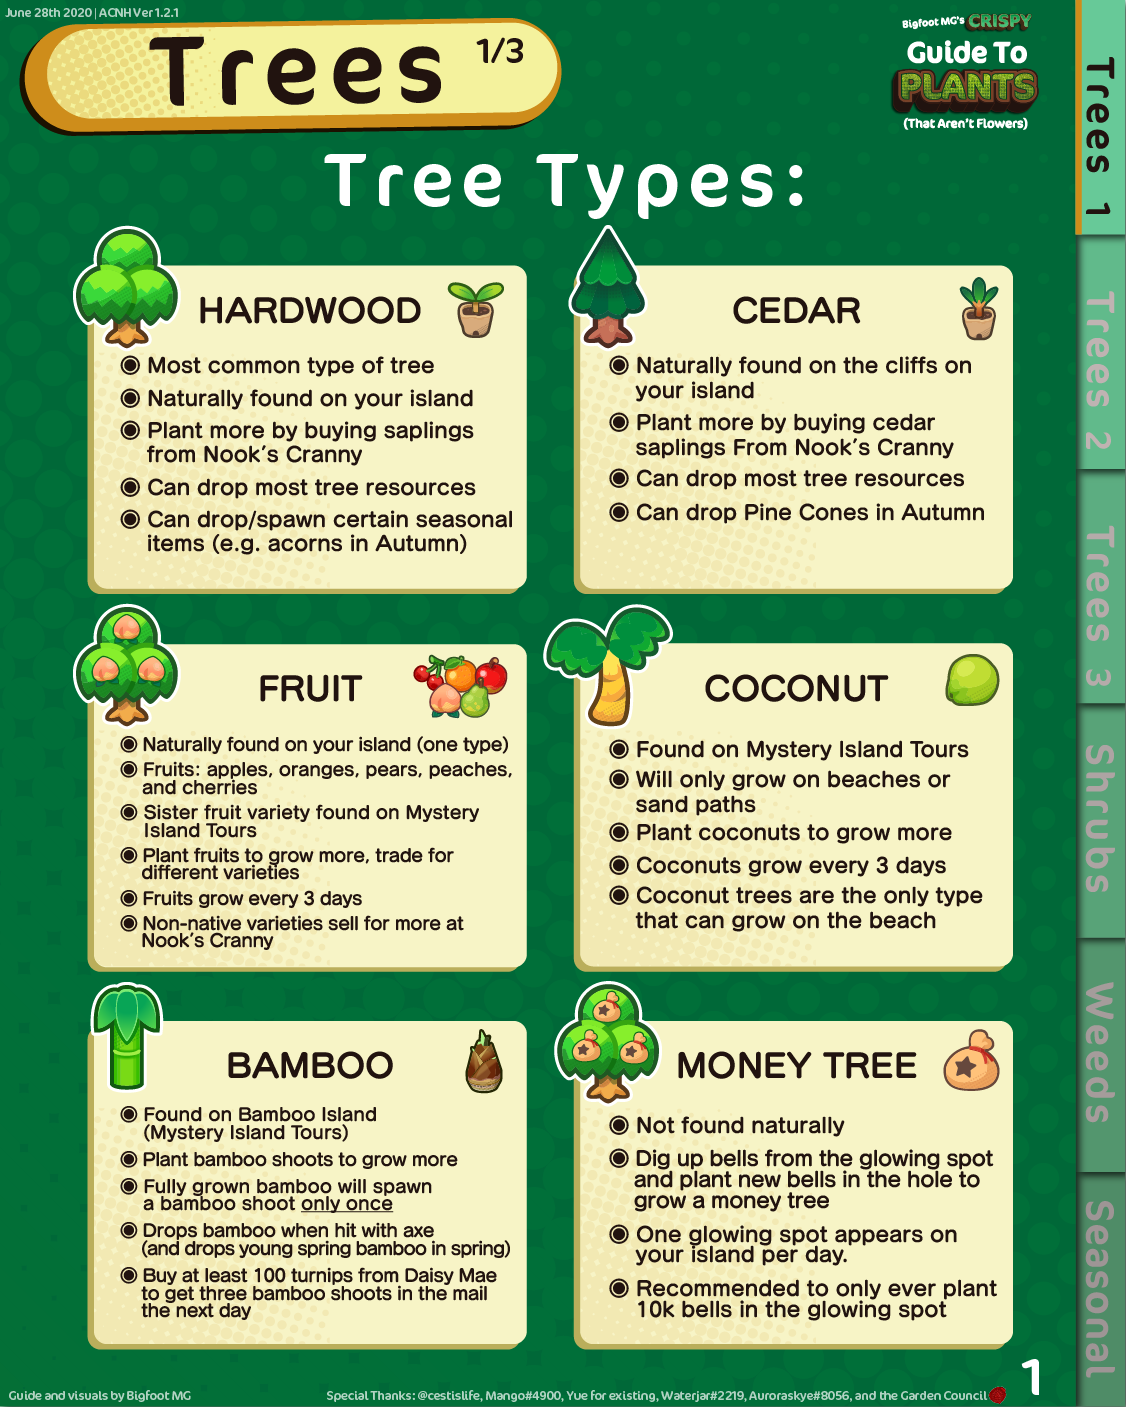 June 28th 2020 | ACNH Ver 1.2.1
Trees 1/3
Bigfoot MG's CRISPY
Guide To
PLANTS
(That Aren't Flowers)
Tree Types:
HARDWOOD
Most common type of tree
Naturally found on your island
Plant more by buying saplings
from Nook's Cranny
Can drop most tree resources
Can drop/spawn certain seasonal
items (e.g. acorns in Autumn)
CEDAR
Naturally found on the cliffs on
your island
Plant more by buying cedar
saplings From Nook's Cranny
Can drop most tree resources
Can drop Pine Cones in Autumn
FRUIT
Naturally found on your island (one type)
Fruits: apples, oranges, pears, peaches,
and cherries
Sister fruit variety found on Mystery
Island Tours
Plant fruits to grow more, trade for
different varieties
Fruits grow every 3 days
Non-native varieties sell for more at
Nook's Cranny
COCONUT
Found on Mystery Island Tours
Will only grow on beaches or
sand paths
Plant coconuts to grow more
Coconuts grow every 3 days
Coconut trees are the only type
that can grow on the beach
BAMBOO
Found on Bamboo Island
(Mystery Island Tours)
Plant bamboo shoots to grow more
Fully grown bamboo will spawn
a bamboo shoot only once
Drops bamboo when hit with axe
(and drops young spring bamboo in spring)
Buy at least 100 turnips from Daisy Mae
to get three bamboo shoots in the mail
the next day
MONEY TREE
Not found naturally
Dig up bells from the glowing spot
and plant new bells in the hole to
grow a money tree
One glowing spot appears on
your island per day.
Recommended to only ever plant
10k bells in the glowing spot
Trees 1
Trees 2
Trees 3
Shrubs
Weeds
Seasonal
Guide and visuals by Bigfoot MG
Special Thanks: @cestislife, Mango#4900, Yue for existing, Waterjar#2219, Auroraskye#8056, and the Garden Council
1